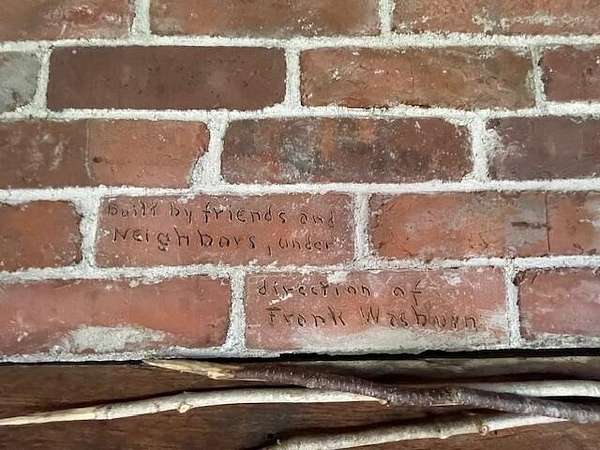 Built by friends and
Neighbors, under
direction of
Frank Washburn